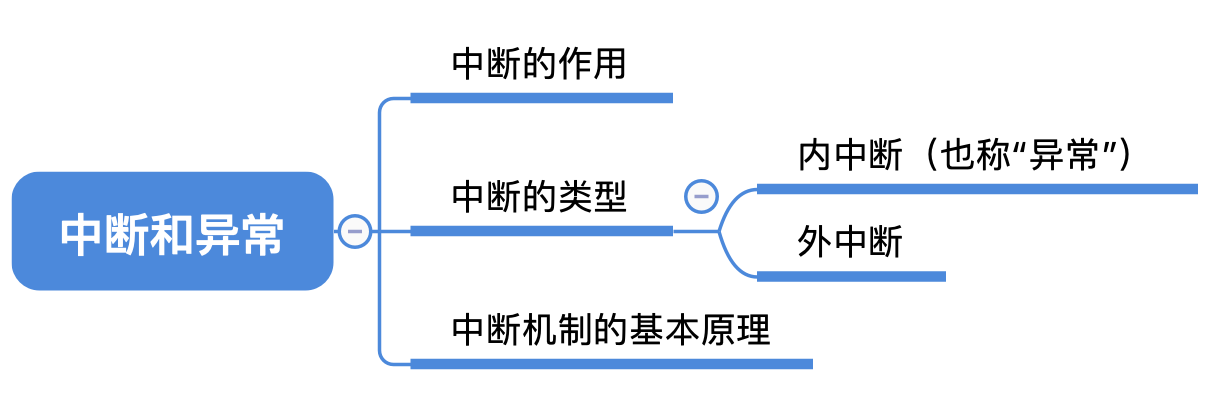 中断和异常
中断的作用
中断的类型
内中断（也称“异常”）
外中断
中断机制的基本原理